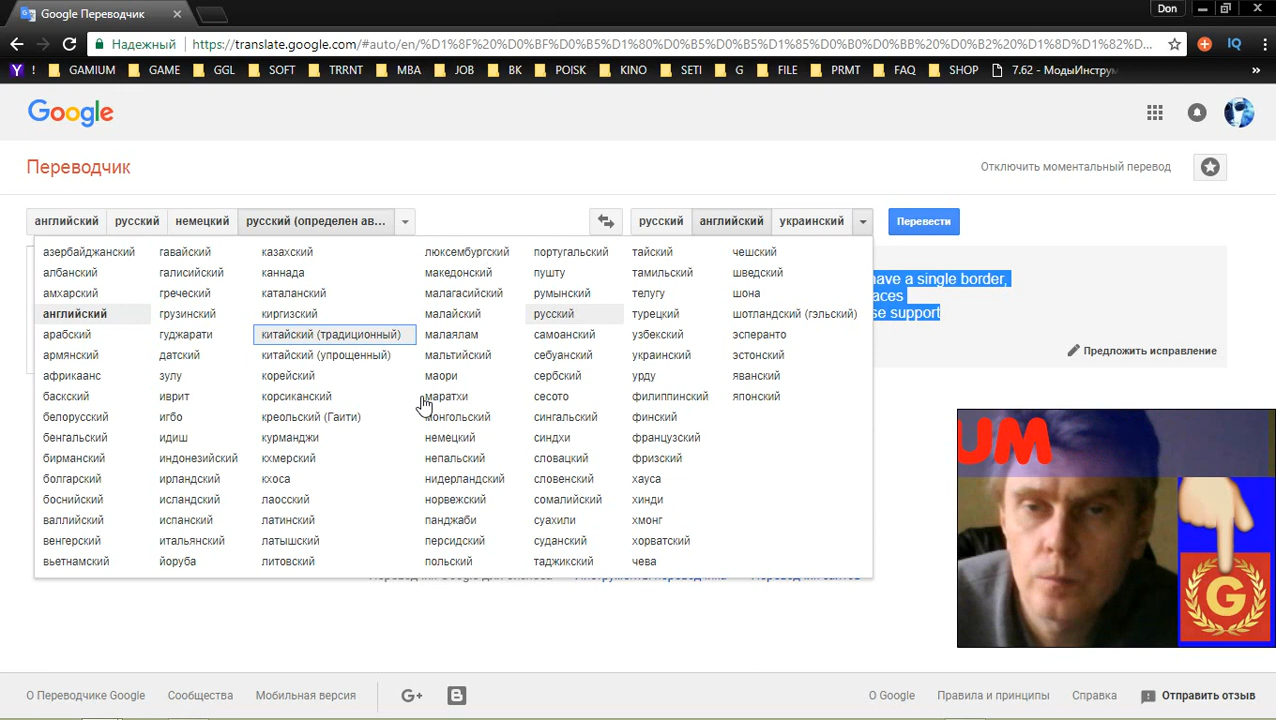 Google Переводчик
Don
Надежный
https://translate.google.com/#auto/en/%D1%8F%20%D0%BF%D0%B5%D1%80%D0%B5%D0%B5%D1%85%D0%B0%D0%BB%20%D0%B2%20%D1%8D%D1%82%D...
IQ
Y ! GAMIUM GAME GGL SOFT TRRNT MBA JOB BK POISK KINO SETI G FILE PRMT FAQ SHOP 7.62 - МодыИнструм »
Google
Переводчик
Отключить моментальный перевод
английский русский немецкий русский (определен ав... русский английский украинский Перевести
азербайджанский гавайский казахский люксембургский португальский тайский чешский
албанский галисийский каннада македонский пушту тамильский шведский
амхарский греческий каталанский малагасийский румынский телугу шона
английский грузинский киргизский малайский русский турецкий шотландский (гэльский)
арабский гуджарати китайский (традиционный) малаялам самоанский узбекский эсперанто
армянский датский китайский (упрощенный) мальтийский себуанский украинский эстонский
африкаанс зулу корейский маори сербский урду яванский
баскский иврит корсиканский маратхи сесото филиппинский японский
белорусский игбо креольский (Гаити) монгольский сингальский финский
бенгальский идиш курманджи немецкий синдхи французский
бирманский индонезийский кхмерский непальский словацкий фризский
болгарский ирландский кхоса нидерландский словенский хауса
боснийский исландский лаосский норвежский сомалийский хинди
валлийский испанский латинский панджаби суахили хмонг
венгерский итальянский латышский персидский суданский хорватский
вьетнамский йоруба литовский польский таджикский чева
have a single border,
aces
se support
Предложить исправление
UM
G
О Переводчике Google Сообщества Мобильная версия G+ B О Google Правила и принципы Справка Отправить отзыв